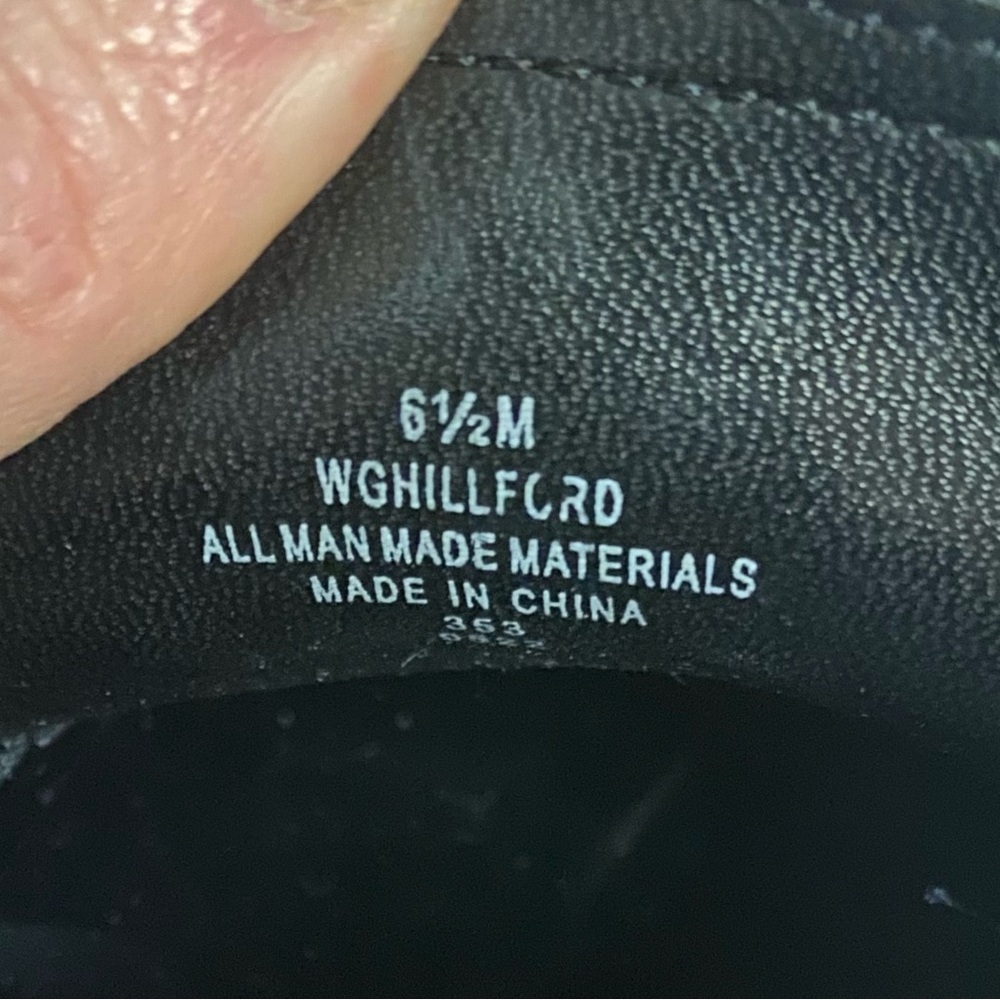 6½M
WGHILLFORD
ALL MAN MADE MATERIALS
MADE IN CHINA
353